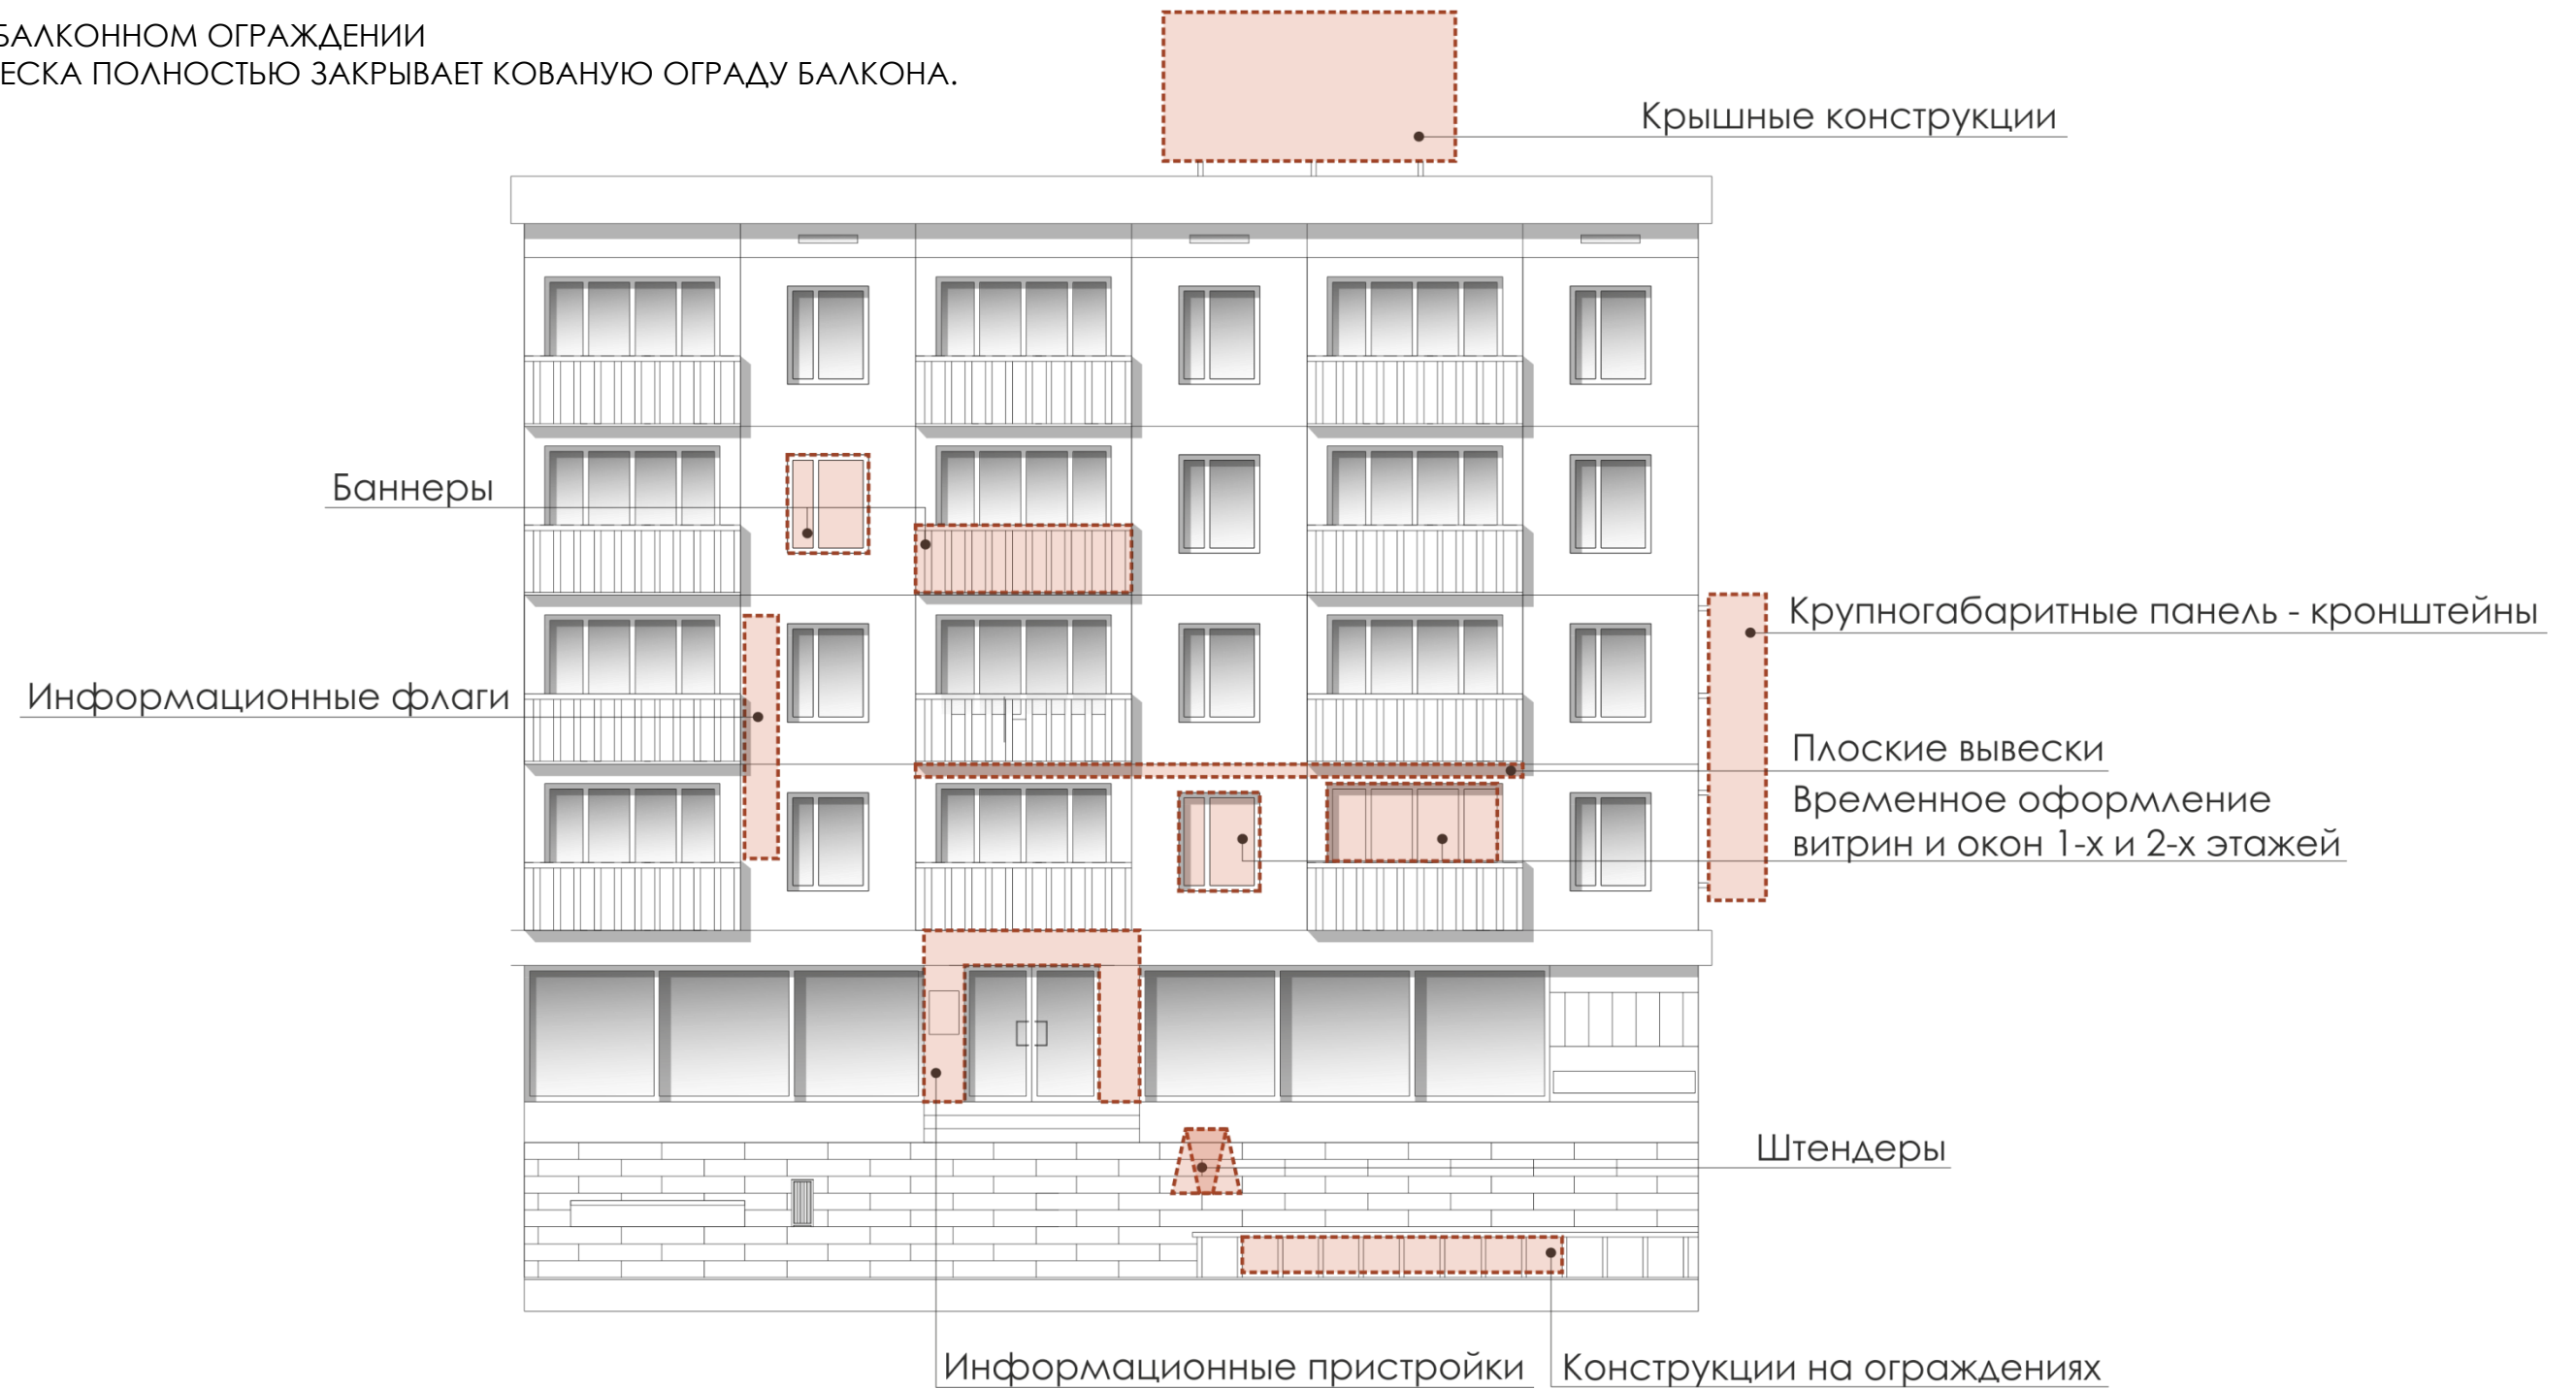 БАЛКОННОМ ОГРАЖДЕНИИ
ЕСКА ПОЛНОСТЬЮ ЗАКРЫВАЕТ КОВАНУЮ ОГРАДУ БАЛКОНА.
Крышные конструкции
Баннеры
Крупногабаритные панель - кронштейны
Информационные флаги
Плоские вывески
Временное оформление
витрин и окон 1-х и 2-х этажей
Штендеры
Информационные пристройки
Конструкции на ограждениях